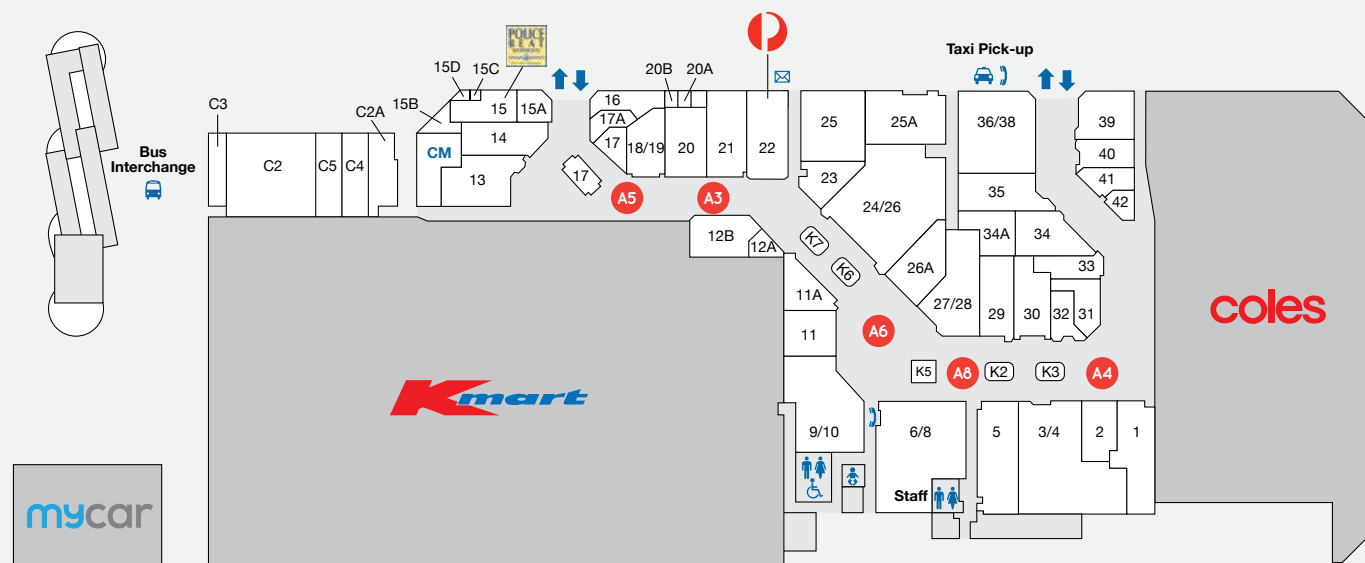 POLICE
BEAT
Taxi Pick-up
15D
15C
20B
20A
C3
C2A
15B
15
15A
16
17A
17
18/19
20
21
22
25
25A
36/38
39
40
41
42
Bus
Interchange
C2
C5
C4
CM
14
13
17
A5
A3
23
24/26
35
34A
34
33
12B
12A
K7
K6
26A
27/28
29
30
32
31
11A
11
A6
K5
A8
K2
K3
A4
Kmart
coles
9/10
6/8
5
3/4
2
1
Staff
mycar